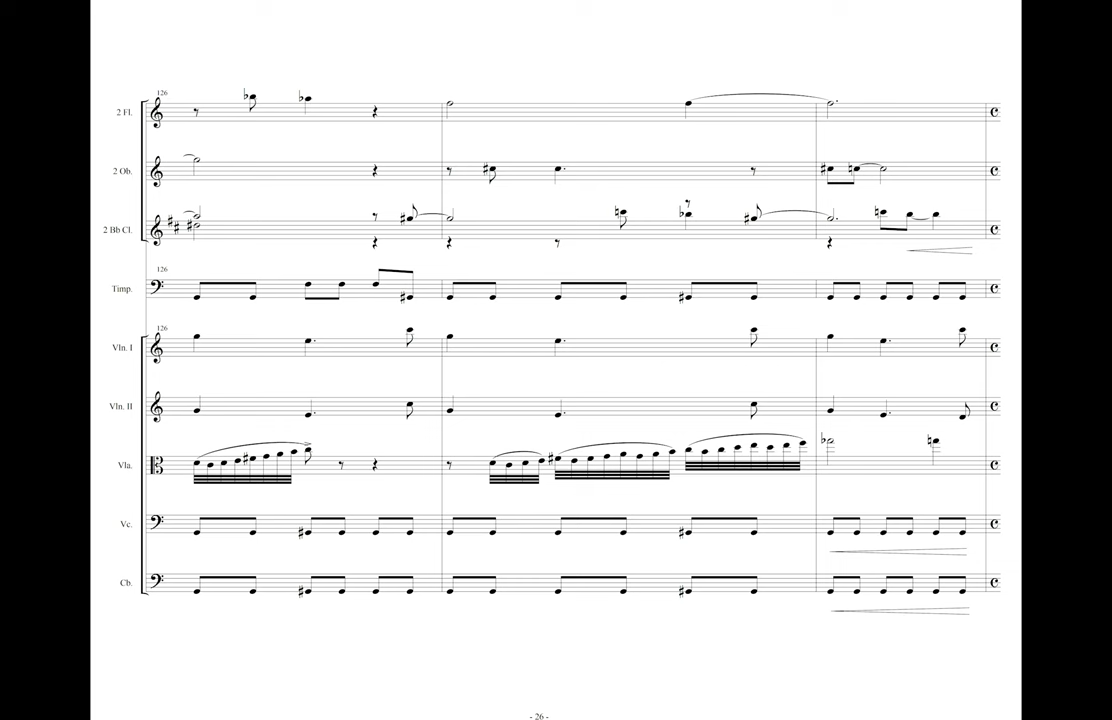 126
2 Fl.
2 Ob.
2 Bb Cl.
126
Timp.
126
Vln. I
Vln. II
Vla.
Vc.
Cb.
- 26 -